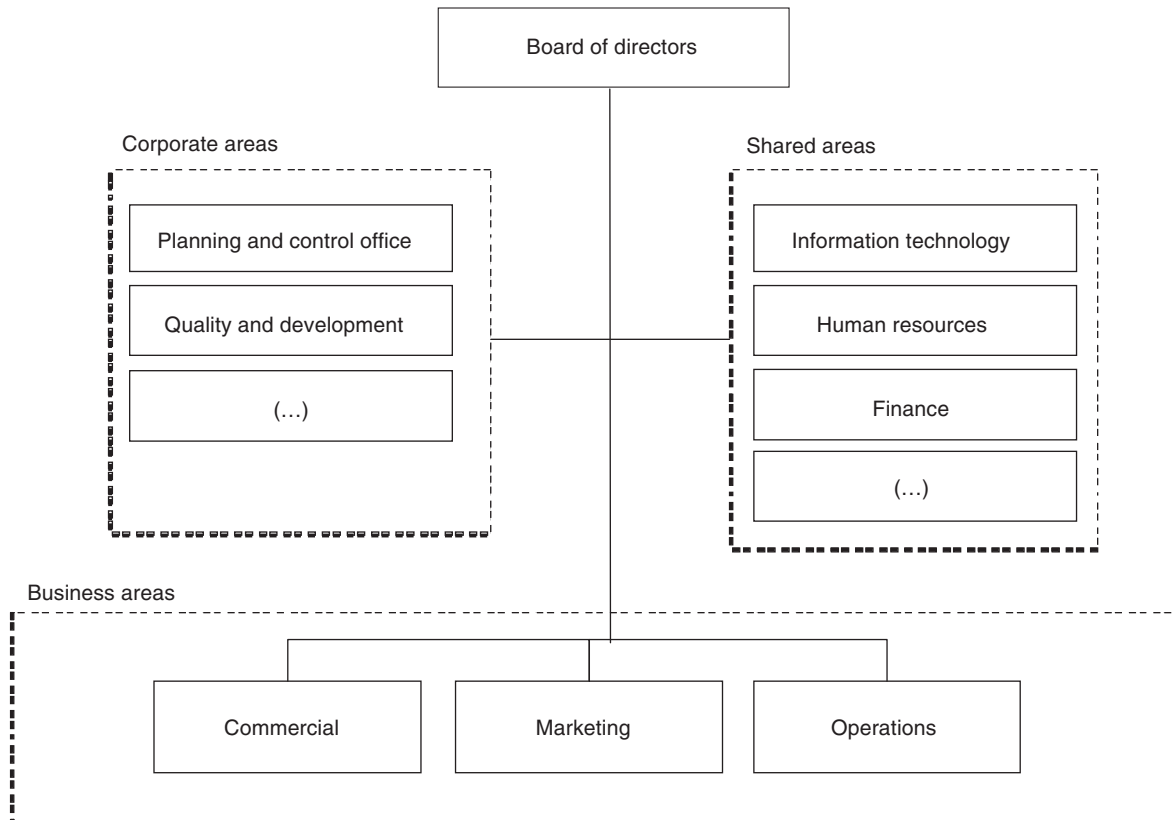 Board of directors
Corporate areas
Planning and control office
Quality and development
(...)
Shared areas
Information technology
Human resources
Finance
(...)
Business areas
Commercial
Marketing
Operations